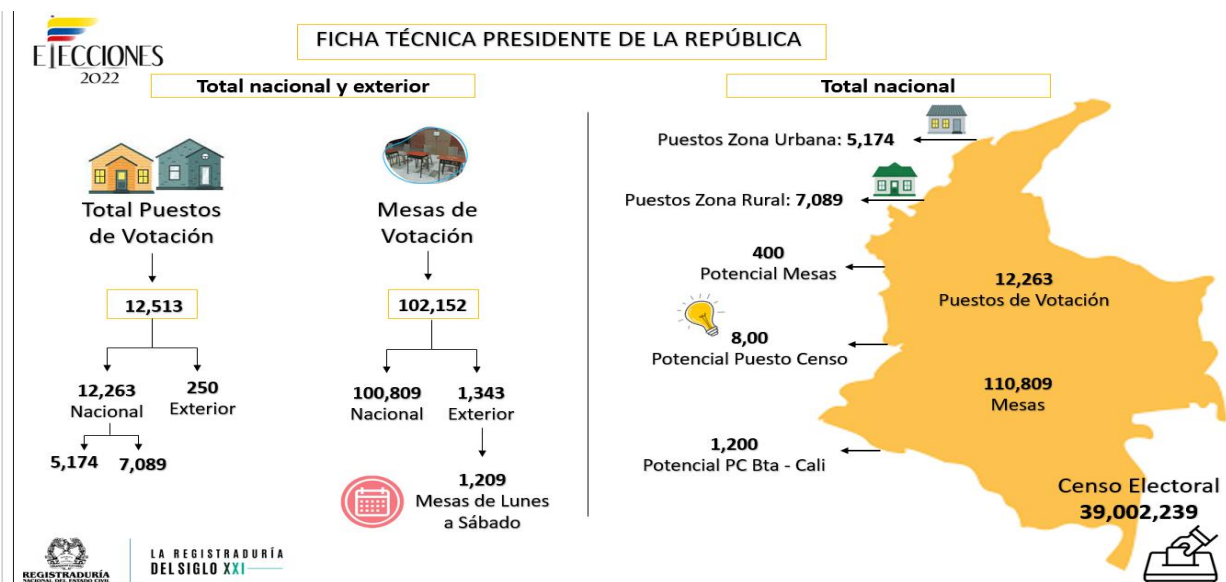 ELECCIONES
2022
FICHA TÉCNICA PRESIDENTE DE LA REPÚBLICA
Total nacional y exterior
Total Puestos
de Votación
12,513
12,263
Nacional
250
Exterior
5,174
7,089
Mesas de
Votación
102,152
100,809
Nacional
1,343
Exterior
1,209
Mesas de Lunes
a Sábado
Total nacional
Puestos Zona Urbana: 5,174
Puestos Zona Rural: 7,089
400
Potencial Mesas
8,00
Potencial Puesto Censo
1,200
Potencial PC Bta - Cali
12,263
Puestos de Votación
110,809
Mesas
Censo Electoral
39,002,239
REGISTRADURÍA
NACIONAL DEL ESTADO CIVIL
LA REGISTRADURÍA
DEL SIGLO XXI